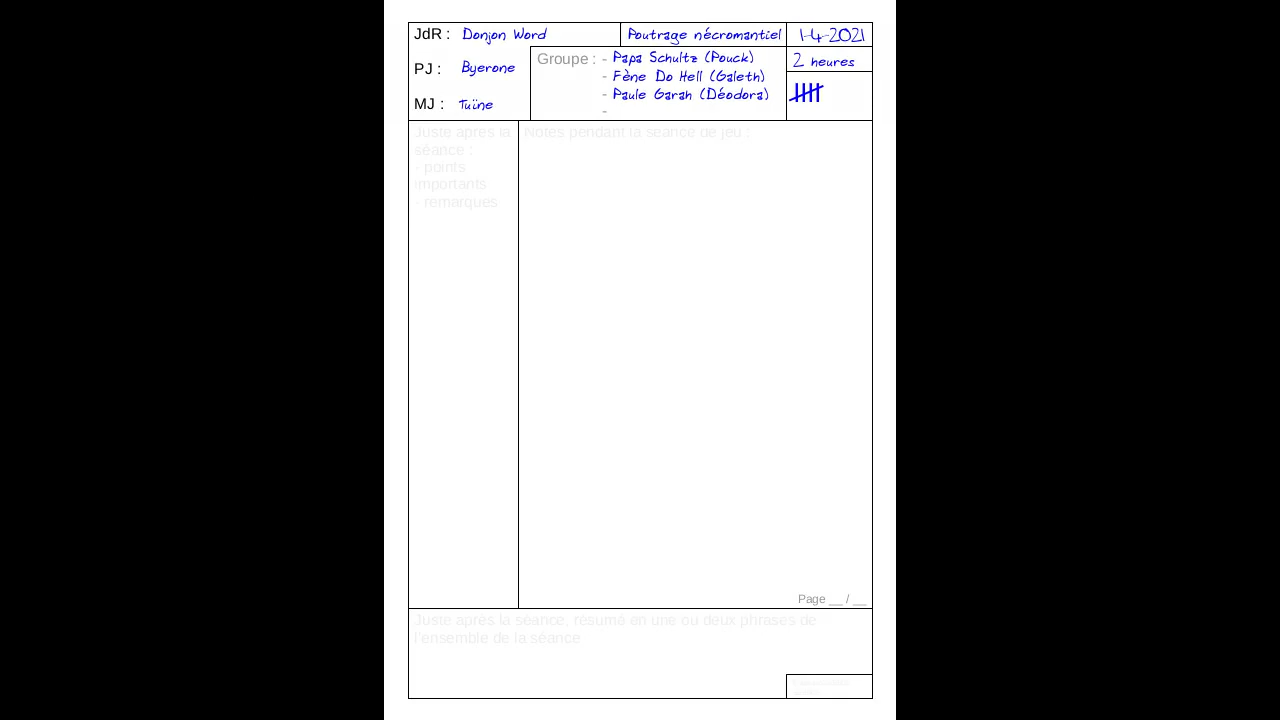 JdR : Donjon Word
Poutrage nécromantiel
1-4-2021
PJ : Byerone
MJ : Tuïne
Groupe : - Papa Schultz (Pouck)
- Fène Do Hell (Galeth)
- Paule Garah (Déodora)
-
2 heures
Juste après la
séance :
- points
importants
- remarques
Notes pendant la séance de jeu :
Page __ / __
Juste après la séance, résumé en une ou deux phrases de
l'ensemble de la séance